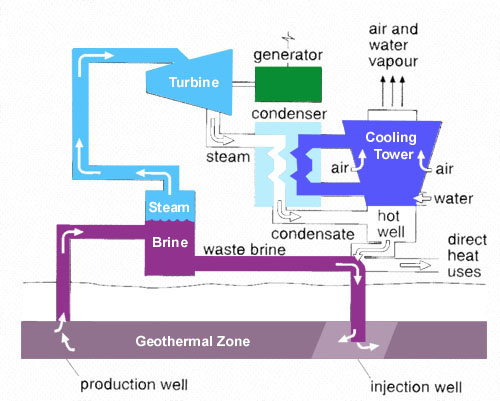 air and
water
vapour
generator
Turbine
condenser
Cooling
Tower
steam
air
air
Steam
water
hot
well
condensate
Brine
waste brine
direct
heat
uses
Geothermal Zone
production well
injection well